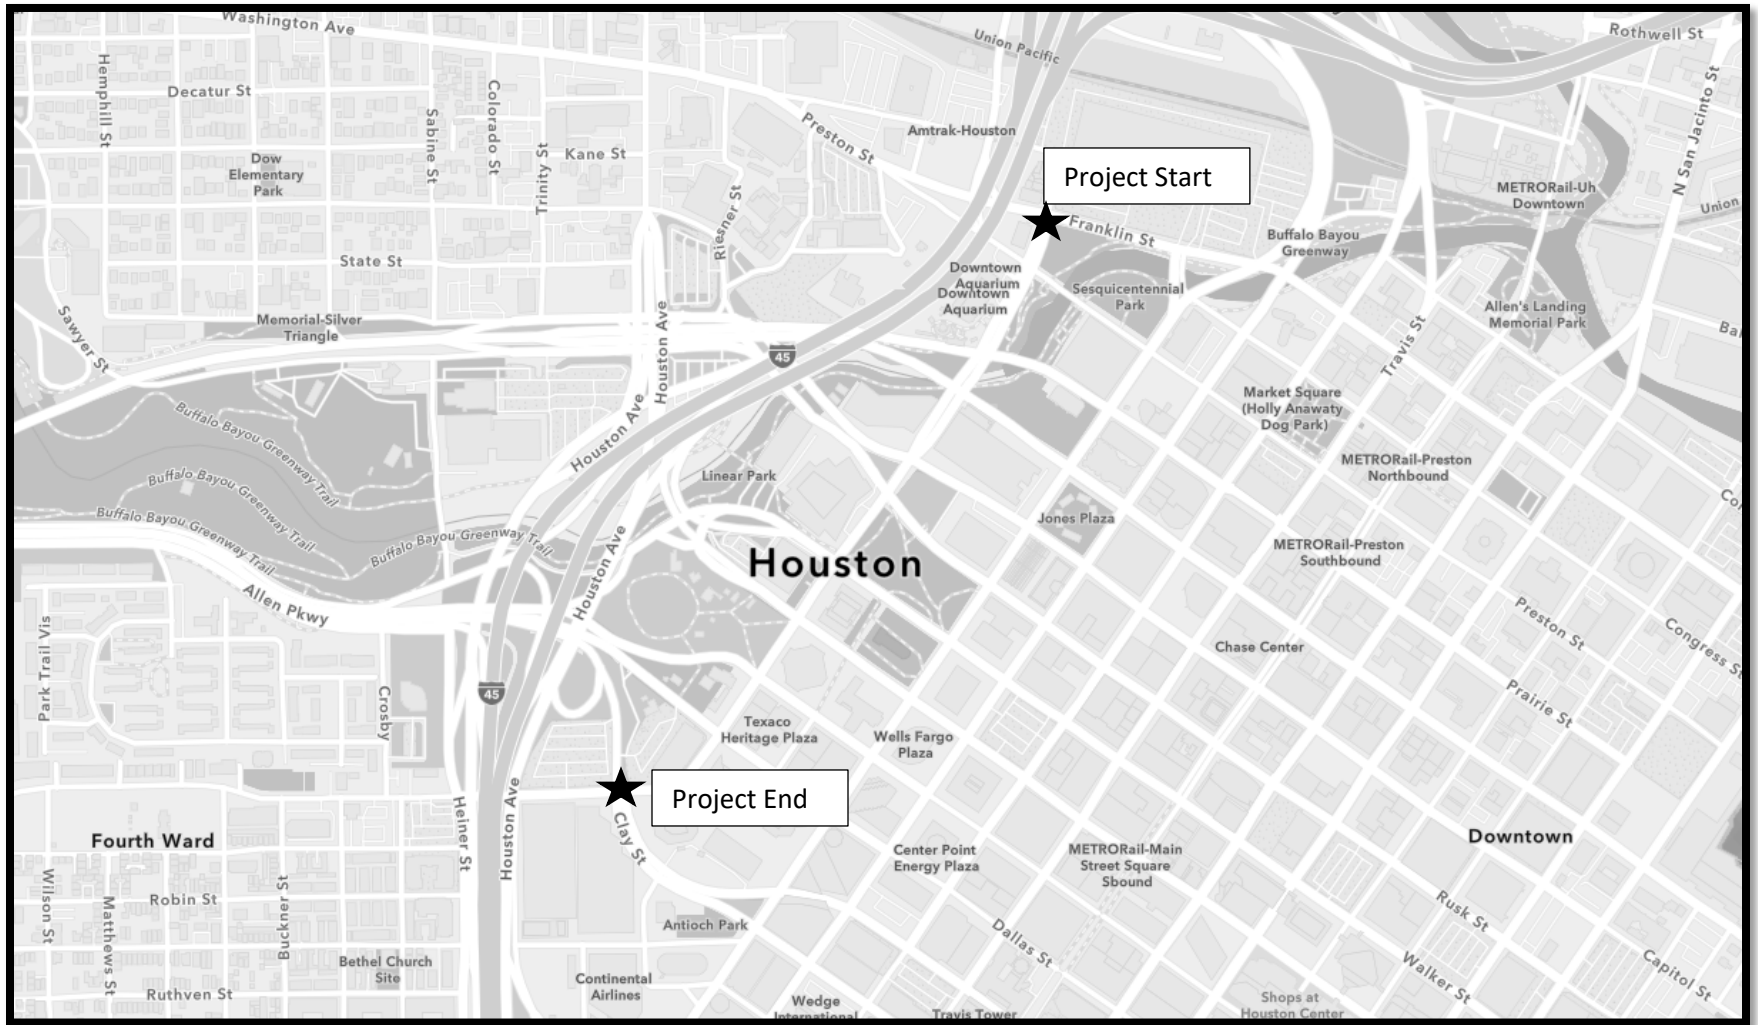 Washington Ave
Union Pacific
Rothwell St
Hemphill St
Decatur St
Sabine St
Colorado St
Trinity St
Kane St
Preston St
Amtrak-Houston
N San Jacinto St
Dow
Elementary
Park
Project Start
METRORail-Uh
Downtown
Union
Riesner St
Franklin St
Buffalo Bayou
Greenway
State St
Downtown
Aquarium
Downtown
Aquarium
Sesquicentennial
Park
Allen's Landing
Memorial Park
Memorial-Silver
Triangle
Sawyer St
Houston Ave
45
Travis St
Market Square
(Holly Anawaty
Dog Park)
Buffalo Bayou Greenway Trail
Houston Ave
METRORail-Preston
Northbound
Linear Park
Buffalo Bayou Greenway Trail
Jones Plaza
Buffalo Bayou Greenway Trail
Buffalo Bayou Greenway Trail
METRORail-Preston
Southbound
Houston
Houston Ave
Allen Pkwy
Preston St
Congress St
Park Trail Vis
Chase Center
45
Crosby
Prairie St
Texaco
Heritage Plaza
Wells Fargo
Plaza
Project End
Heiner St
Houston Ave
Clay St
Fourth Ward
Downtown
Center Point
Energy Plaza
METRORail-Main
Street Square
Sbound
Wilson St
Matthews St
Robin St
Buckner St
Antioch Park
Rusk St
Dallas St
Bethel Church
Site
Continental
Airlines
Walker St
Capitol St
Ruthven St
Wedge
International
Travis Tower
Shops at
Houston Center